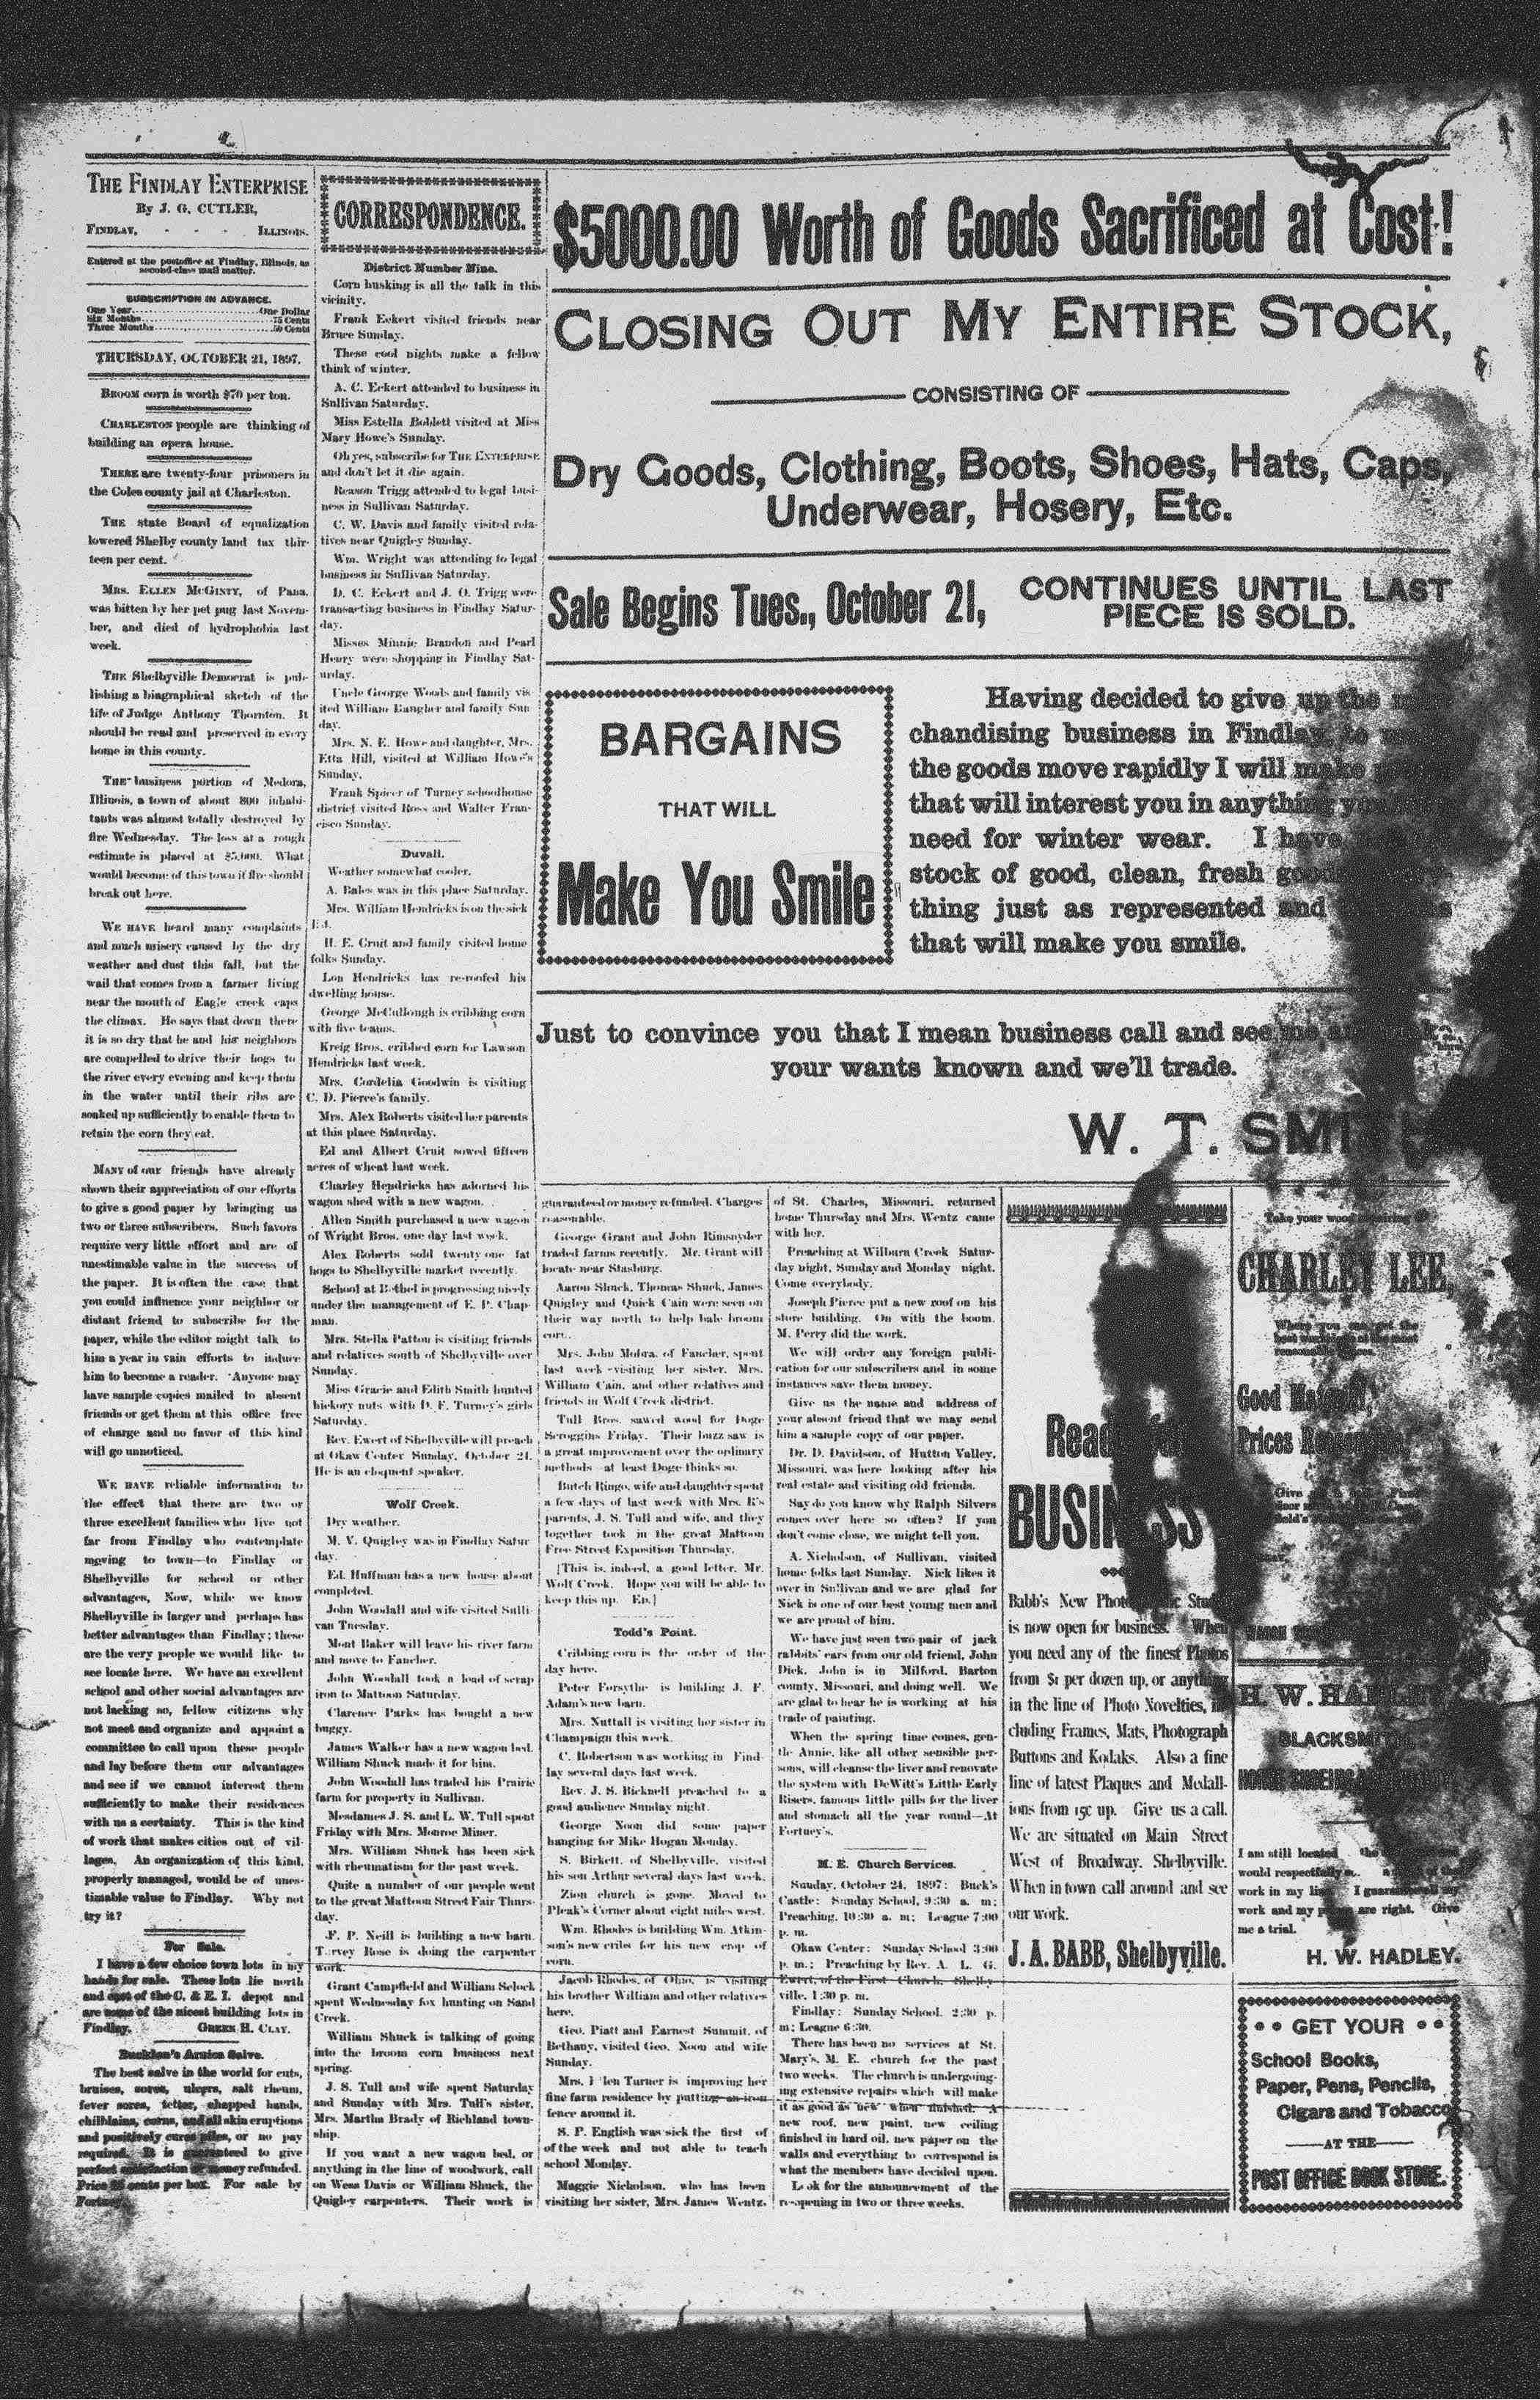 THE FINDLAY ENTERPRISE
By J. G. CUTLER,
FINDLAY, - - - ILLINOIS.
Entered at the postoffice at Findlay, Illinois, as
second-class mail matter.
SUBSCRIPTION IN ADVANCE.
One Year..........One Dollar
Six Months..........75 Cents
Three Months..........50 Cents
THURSDAY, OCTOBER 21, 1897.
BROOM corn is worth $70 per ton.
CHARLESTON people are thinking of
building an opera house.
THERE are twenty-four prisoners in
the Coles county jail at Charleston.
THE state Board of equalization
lowered Shelby county land tax thir-
teen per cent.
MRS. ELLEN MCGINTY, of Pana,
was bitten by her pet pug last Novem-
ber, and died of hydrophobia last
week.
THE Shelbyville Democrat is pub-
lishing a biagraphical sketch of the
life of Judge Anthony Thornton. It
should be read and preserved in every
home in this county.
THE business portion of Medora,
Illinois, a town of about 800 inhabi-
tants was almost totally destroyed by
fire Wednesday. The loss at a rough
estimate is placed at $5,000. What
would become of this town if fire should
break out here.
WE HAVE heard many complaints
and much misery caused by the dry
weather and dust this fall, but the
wail that comes from a farmer living
near the mouth of Eagle creek caps
the climax. He says that down there
it is so dry that he and his neighbors
are compelled to drive their hogs to
the river every evening and keep them
in the water until their ribs are
soaked up sufficiently to enable them to
retain the corn they eat.
MANY of our friends have already
shown their appreciation of our efforts
to give a good paper by bringing us
two or three subscribers. Such favors
require very little effort and are of
unestimable value in the success of
the paper. It is often the case that
you could influence your neighbor or
distant friend to subscribe for the
paper, while the editor might talk to
him a year in vain efforts to induce
him to become a reader. Anyone may
have sample copies mailed to absent
friends or get them at this office free
of charge and no favor of this kind
will go unnoticed.
WE HAVE reliable information to
the effect that there are two or
three excellent families who live not
far from Findlay who contemplate
moving to town—to Findlay or
Shelbyville for school or other
advantages, Now, while we know
Shelbyville is larger and perhaps has
better advantages than Findlay; these
are the very people we would like to
see locate here. We have an excellent
school and other social advantages are
not lacking so, fellow citizens why
not meet and organize and appoint a
committee to call upon these people
and lay before them our advantages
and see if we cannot interest them
sufficiently to make their residences
with us a certainty. This is the kind
of work that makes cities out of vil-
lages. An organization of this kind,
properly managed, would be of unes-
timable value to Findlay. Why not
try it?
For Sale.
I have a few choice town lots in my
hands for sale. These lots lie north
and east of the C. & E. I. depot and
are some of the nicest building lots in
Findlay. GREEN H. CLAY.
Bucklen's Arnica Salve.
The best salve in the world for cuts,
bruises, sores, ulcers, salt rheum,
fever sores, tetter, chapped hands,
chilblains, corns, and all skin eruptions
and positively cures piles, or no pay
required. It is guaranteed to give
perfect satisfaction or money refunded.
Price 25 cents per box. For sale by
Fortney.
CORRESPONDENCE.
District Number Nine.
Corn husking is all the talk in this
vicinity.
Frank Eckert visited friends near
Bruce Sunday.
These cool nights make a fellow
think of winter.
A. C. Eckert attended to business in
Sullivan Saturday.
Miss Estella Boblett visited at Miss
Mary Howe's Sunday.
Oh yes, subscribe for THE ENTERPRISE
and don't let it die again.
Reason Trigg attended to legal busi-
ness in Sullivan Saturday.
C. W. Davis and family visited rela-
tives near Quigley Sunday.
Wm. Wright was attending to legal
business in Sullivan Saturday.
D. C. Eckert and J. O. Trigg were
transacting business in Findlay Satur-
day.
Misses Minnie Brandon and Pearl
Henry were shopping in Findlay Sat-
urday.
Uncle George Woods and family vis
ited William Baugher and family Sun
day.
Mrs. N. E. Howe and daughter, Mrs.
Etta Hill, visited at William Howe's
Sunday.
Frank Spicer of Turney schoolhouse
district visited Ross and Walter Fran-
cisco Sunday.
Duvall.
Weather somewhat cooler.
A. Bales was in this place Saturday.
Mrs. William Hendricks is on the sick
H. E. Cruit and family visited home
folks Sunday.
Lon Hendricks has re-roofed his
dwelling house.
George McCullough is cribbing corn
with five teams.
Kreig Bros. cribbed corn for Lawson
Hendricks last week.
Mrs. Cordelia Goodwin is visiting
C. D. Pierce's family.
Mrs. Alex Roberts visited her parents
at this place Saturday.
Ed and Albert Cruit sowed fifteen
acres of wheat last week.
Charley Hendricks has adorned his
wagon shed with a new wagon.
Allen Smith purchased a new wagon
of Wright Bros. one day last week.
Alex Roberts sold twenty one fat
hogs to Shelbyville market recently.
School at Bethel is progressing nicely
under the management of E. P. Chap-
man.
Mrs. Stella Patton is visiting friends
and relatives south of Shelbyville over
Sunday.
Miss Gracie and Edith Smith hunted
hickory nuts with D. F. Turney's girls
Saturday.
Rev. Ewert of Shelbyville will preach
at Okaw Center Sunday, October 24.
He is an eloquent speaker.
Wolf Creek.
Dry weather.
M. V. Quigley was in Findlay Satur
day.
Ed. Huffman has a new house about
completed.
John Woodall and wife visited Sulli-
van Tuesday.
Mont Baker will leave his river farm
and move to Fancher.
John Woodall took a load of scrap
iron to Mattoon Saturday.
Clarence Parks has bought a new
buggy.
James Walker has a new wagon bed.
William Shuck made it for him.
John Woodall has traded his Prairie
farm for property in Sullivan.
Mesdames J. S. and L. W. Tull spent
Friday with Mrs. Monroe Miner.
Mrs. William Shuck has been sick
with rheumatism for the past week.
Quite a number of our people went
to the great Mattoon Street Fair Thurs-
day.
F. P. Neill is building a new barn.
Rose is doing the carpenter
work.
Grant Campfield and William Selock
spent Wednesday fox hunting on Sand
Creek.
William Shuck is talking of going
into the broom corn business next
spring.
J. S. Tull and wife spent Saturday
and Sunday with Mrs. Tull's sister,
Mrs. Martha Brady of Richland town-
ship.
If you want a new wagon bed, or
anything in the line of woodwork, call
on Wess Davis or William Shuck, the
Quigley carpenters. Their work is
$5000.00 Worth of Goods Sacrificed at Cost!
CLOSING OUT MY ENTIRE STOCK,
CONSISTING OF
Dry Goods, Clothing, Boots, Shoes, Hats, Caps,
Underwear, Hosery, Etc.
Sale Begins Tues., October 21,
CONTINUES UNTIL LAST
PIECE IS SOLD.
BARGAINS
THAT WILL
Make You Smile
Having decided to give up the
chandising business in Findlay, to
the goods move rapidly I will make
that will interest you in anything
need for winter wear. I have
stock of good, clean, fresh goods
thing just as represented and
that will make you smile.
Just to convince you that I mean business call and see me
your wants known and we'll trade.
W. T. SMITH
guaranteed or money refunded. Charges
reasonable.
George Grant and John Rimsnyder
traded farms recently. Mr. Grant will
locate near Stasburg.
Aaron Shuck, Thomas Shuck, James
Quigley and Quick Cain were seen on
their way north to help bale broom
corn.
Mrs. John Mofora, of Fancher, spent
last week visiting her sister, Mrs.
William Cain, and other relatives and
friends in Wolf Creek district.
Tull Bros. sawed wood for Doge
Scroggins Friday. Their buzz saw is
a great improvement over the ordinary
methods—at least Doge thinks so.
Butch Ringo, wife and daughter spent
a few days of last week with Mrs. R's
parents, J. S. Tull and wife, and they
together took in the great Mattoon
Free Street Exposition Thursday.
[This is, indeed, a good letter, Mr.
Wolf Creek. Hope you will be able to
keep this up. ED.]
Todd's Point.
Cribbing corn is the order of the
day here.
Peter Forsythe is building J. F.
Adam's new barn.
Mrs. Nuttall is visiting her sister in
Champaign this week.
C. Robertson was working in Find-
lay several days last week.
Rev. J. S. Bicknell preached to a
good audience Sunday night.
George Noon did some paper
hanging for Mike Hogan Monday.
S. Birkett, of Shelbyville, visited
his son Arthur several days last week.
Zion church is gone. Moved to
Pleak's Corner about eight miles west.
Wm. Rhodes is building Wm. Atkin-
son's new cribs for his new crop of
corn.
Jacob Rhodes, of Ohio, is visiting
his brother William and other relatives
here.
Geo. Piatt and Earnest Summit, of
Bethany, visited Geo. Noon and wife
Sunday.
Mrs. Turner is improving her
fine farm residence by putting an iron
fence around it.
S. P. English was sick the first of
of the week and not able to teach
school Monday.
Maggie Nicholson, who has been
visiting her sister, Mrs. James Wentz,
of St. Charles, Missouri, returned
home Thursday and Mrs. Wentz came
with her.
Preaching at Wilburn Creek Satur-
day night, Sunday and Monday night.
Come everybody.
Joseph Pierce put a new roof on his
store building. On with the boom.
M. Perry did the work.
We will order any foreign publi-
cation for our subscribers and in some
instances save them money.
Give us the name and address of
your absent friend that we may send
him a sample copy of our paper.
Dr. D. Davidson, of Hutton Valley,
Missouri, was here looking after his
real estate and visiting old friends.
Say do you know why Ralph Silvers
comes over here so often? If you
don't come close, we might tell you.
A. Nicholson, of Sullivan, visited
home folks last Sunday. Nick likes it
over in Sullivan and we are glad for
Nick is one of our best young men and
we are proud of him.
We have just seen two pair of jack
rabbits' ears from our old friend, John
Dick. John is in Milford, Barton
county, Missouri, and doing well. We
are glad to hear he is working at his
trade of painting.
When the spring time comes, gen-
tle Annie, like all other sensible per-
sons, will cleanse the liver and renovate
the system with DeWitt's Little Early
Risers, famous little pills for the liver
and stomach all the year round—At
Fortney's.
M. E. Church Services.
Sunday, October 24, 1897: Buck's
Castle: Sunday School, 9:30 a. m;
Preaching, 10:30 a. m; League 7:00
p. m.
Okaw Center: Sunday School 3:00
p. m.; Preaching by Rev. A. L. G.
Ewert, of the First Church, Shelby-
ville, 1:30 p. m.
Findlay: Sunday School, 2:30 p.
m; League 6:30.
There has been no services at St.
Mary's, M. E. church for the past
two weeks. The church is undergoing-
ing extensive repairs which will make
it as good as new when finished. A
new roof, new paint, new ceiling
finished in hard oil, new paper on the
walls and everything to correspond is
what the members have decided upon.
Look for the announcement of the
re-opening in two or three weeks.
Ready for
BUSINESS
Babb's New Studio
is now open for business. When
you need any of the finest Photos
from $1 per dozen up, or anything
in the line of Photo Novelties, in-
cluding Frames, Mats, Photograph
Buttons and Kodaks. Also a fine
line of latest Plaques and Medall-
ions from 15c up. Give us a call.
We are situated on Main Street
West of Broadway, Shelbyville.
When in town call around and see
our work.
J. A. BABB, Shelbyville.
Take your wood
CHARLEY LEE,
Where you can get the
best at the most
reasonable
Good Material,
Prices Reasonable.
H. W. HADLEY,
BLACKSMITH
I am still located
would respectfully
work in my line. I guarantee all my
work and my are right. Give
me a trial.
H. W. HADLEY.
GET YOUR
School Books,
Paper, Pens, Pencils,
Cigars and Tobacco
AT THE
POST OFFICE BOOK STORE.